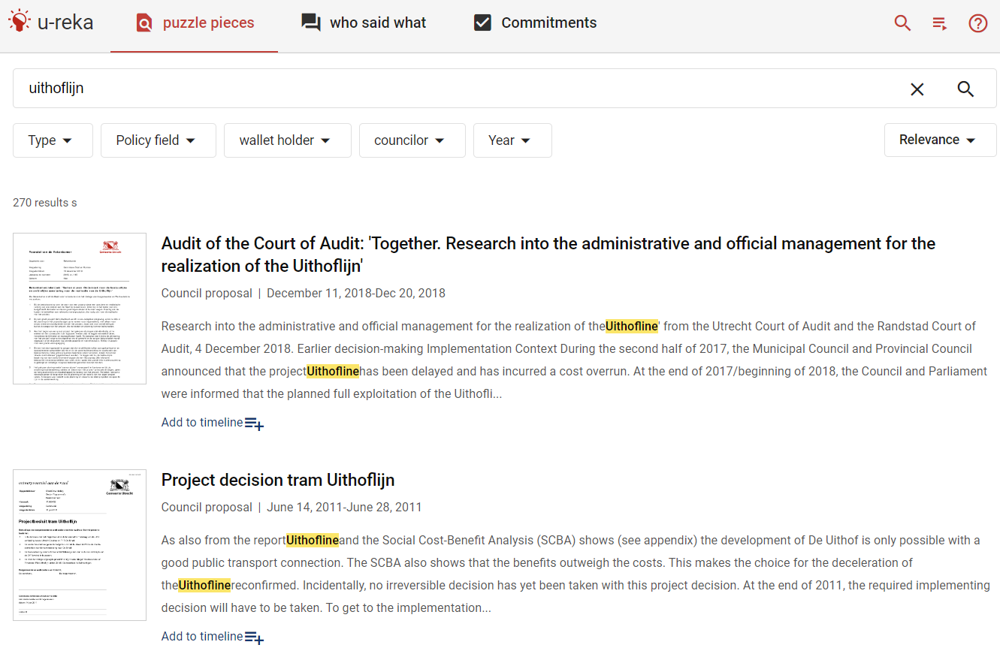 u-reka
puzzle pieces
who said what
Commitments
uithoflijn
Type
Policy field
wallet holder
councilor
Year
Relevance
270 results s
Audit of the Court of Audit: 'Together. Research into the administrative and official management for the
realization of the Uithoflijn'
Council proposal | December 11, 2018-Dec 20, 2018
Research into the administrative and official management for the realization of theUithofline' from the Utrecht Court of Audit and the Randstad Court of
Audit, 4 December 2018. Earlier decision-making Implementation Context During the second half of 2017, the Municipal Council and Provincial Council
announced that the projectUithoflinehas been delayed and has incurred a cost overrun. At the end of 2017/beginning of 2018, the Council and Parliament
were informed that the planned full exploitation of the Uithofli...
Add to timeline
Gemeente Utrecht
Project decision tram Uithoflijn
Council proposal | June 14, 2011-June 28, 2011
As also from the reportUithoflineand the Social Cost-Benefit Analysis (SCBA) shows (see appendix) the development of De Uithof is only possible with a
good public transport connection. The SCBA also shows that the benefits outweigh the costs. This makes the choice for the deceleration of
theUithoflinereconfirmed. Incidentally, no irreversible decision has yet been taken with this project decision. At the end of 2011, the required implementing
decision will have to be taken. To get to the implementation...
Add to timeline
Gemeente Utrecht
Projectbesluit tram Uithoflijn